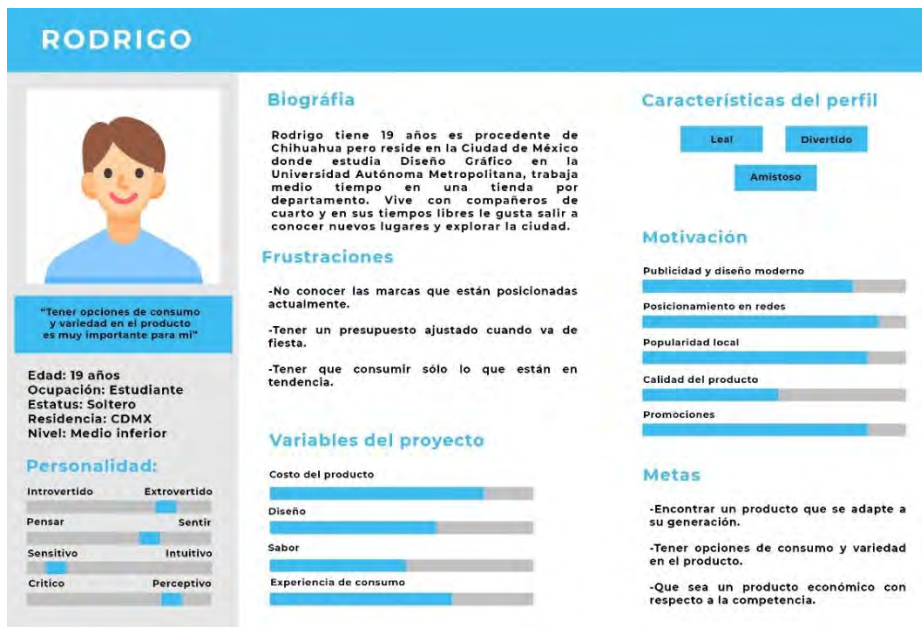 RODRIGO
"Tener opciones de consumo
y variedad en el producto
es muy importante para mi"
Edad: 19 años
Ocupación: Estudiante
Estatus: Soltero
Residencia: CDMX
Nivel: Medio inferior
Personalidad:
Introvertido Extrovertido
Pensar Sentir
Sensitivo Intuitivo
Critico Perceptivo
Biográfia
Rodrigo tiene 19 años es procedente de
Chihuahua pero reside en la Ciudad de México
donde estudia Diseño Gráfico en la
Universidad Autónoma Metropolitana, trabaja
medio tiempo en una tienda por
departamento. Vive con compañeros de
cuarto y en sus tiempos libres le gusta salir a
conocer nuevos lugares y explorar la ciudad.
Frustraciones
-No conocer las marcas que están posicionadas
actualmente.
-Tener un presupuesto ajustado cuando va de
fiesta.
-Tener que consumir sólo lo que están en
tendencia.
Variables del proyecto
Costo del producto
Diseño
Sabor
Experiencia de consumo
Características del perfil
Leal Divertido
Amistoso
Motivación
Publicidad y diseño moderno
Posicionamiento en redes
Popularidad local
Calidad del producto
Promociones
Metas
-Encontrar un producto que se adapte a
su generación.
-Tener opciones de consumo y variedad
en el producto.
-Que sea un producto económico con
respecto a la competencia.